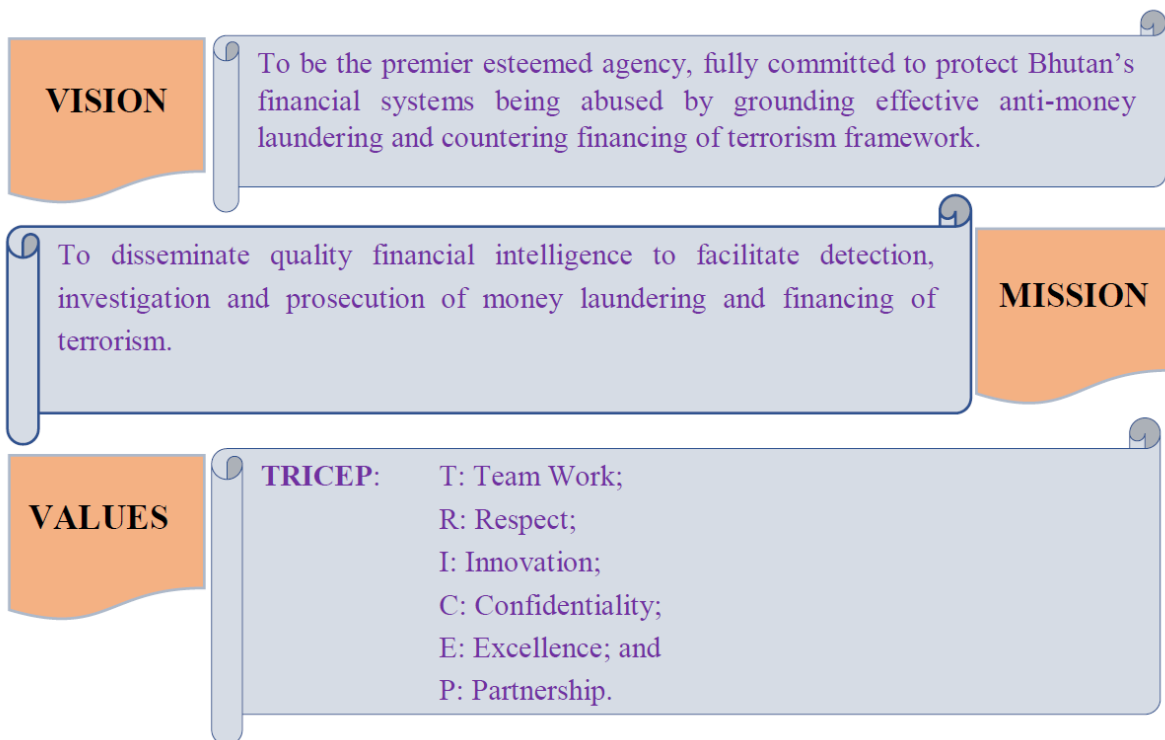 VISION
To be the premier esteemed agency, fully committed to protect Bhutan’s
financial systems being abused by grounding effective anti-money
laundering and countering financing of terrorism framework.
To disseminate quality financial intelligence to facilitate detection,
investigation and prosecution of money laundering and financing of
terrorism.
MISSION
VALUES
TRICEP: T: Team Work;
R: Respect;
I: Innovation;
C: Confidentiality;
E: Excellence; and
P: Partnership.